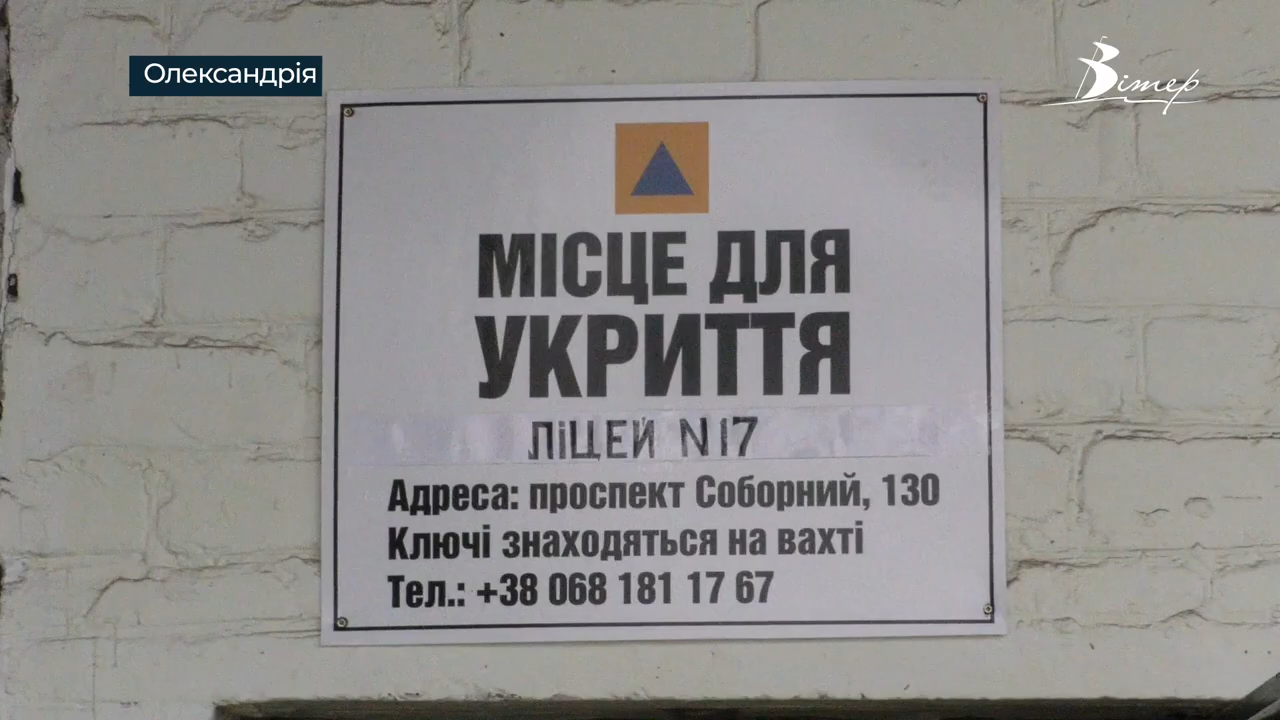 Олександрія
Вітер
МІСЦЕ ДЛЯ
УКРИТТЯ
ЛіЦЕЙ N 17
Адреса: проспект Соборний, 130
Ключі знаходяться на вахті
Тел.: +38 068 181 17 67